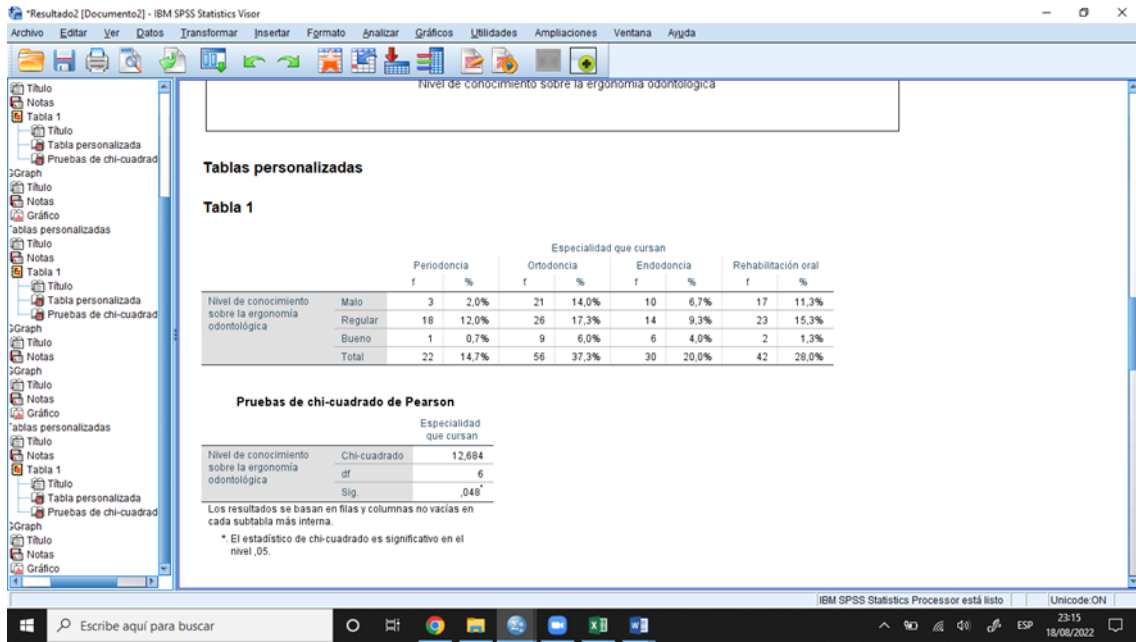 *Resultado2 [Documento2] - IBM SPSS Statistics Visor
Archivo Editar Ver Datos Transformar Insertar Formato Analizar Gráficos Utilidades Ampliaciones Ventana Ayuda
Título
Notas
Tabla 1
Título
Tabla personalizada
Pruebas de chi-cuadrad
GGraph
Título
Notas
Gráfico
Tablas personalizadas
Título
Notas
Tabla 1
Título
Tabla personalizada
Pruebas de chi-cuadrad
GGraph
Título
Notas
GGraph
Título
Notas
Gráfico
Tablas personalizadas
Título
Notas
Tabla 1
Título
Tabla personalizada
Pruebas de chi-cuadrad
GGraph
Título
Notas
Gráfico
Nivel de conocimiento sobre la ergonomía odontológica
Tablas personalizadas
Tabla 1
Especialidad que cursan
Periodoncia Ortodoncia Endodoncia Rehabilitación oral
f % f % f % f %
Nivel de conocimiento sobre la ergonomía odontológica
Malo 3 2,0% 21 14,0% 10 6,7% 17 11,3%
Regular 18 12,0% 26 17,3% 14 9,3% 23 15,3%
Bueno 1 0,7% 9 6,0% 6 4,0% 2 1,3%
Total 22 14,7% 56 37,3% 30 20,0% 42 28,0%
Pruebas de chi-cuadrado de Pearson
Especialidad
que cursan
Nivel de conocimiento sobre la ergonomía odontológica
Chi-cuadrado 12,684
df 6
Sig. ,048*
Los resultados se basan en filas y columnas no vacías en
cada subtabla más interna.
*. El estadístico de chi-cuadrado es significativo en el
nivel ,05.
IBM SPSS Statistics Processor está listo Unicode:ON
Escribe aquí para buscar
ESP
23:15
18/08/2022